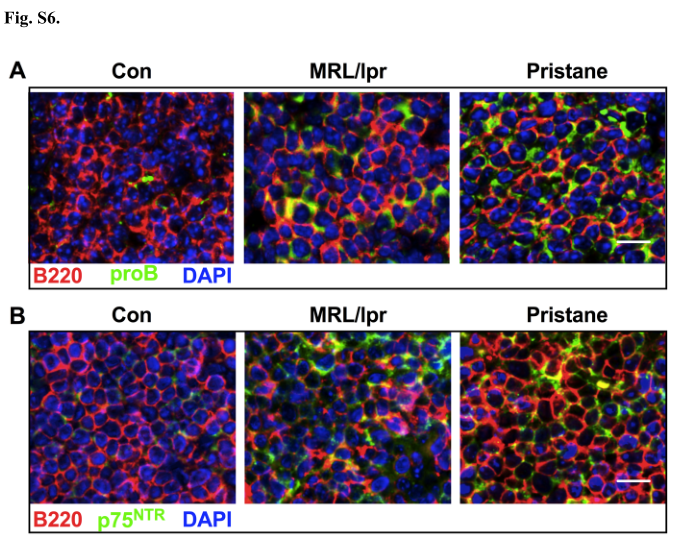 Fig. S6.
A Con MRL/lpr Pristane
B220 proB DAPI
B Con MRL/lpr Pristane
B220 p75NTR DAPI